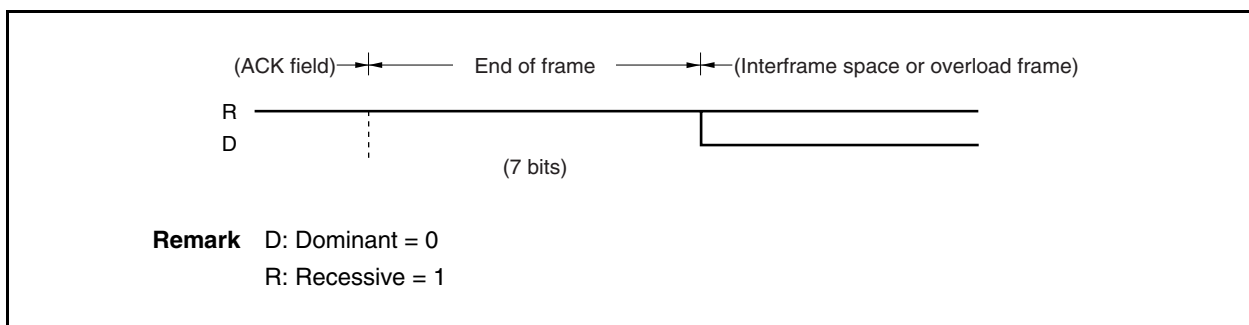 (ACK field) End of frame (Interframe space or overload frame)
R
D
(7 bits)
Remark D: Dominant = 0
R: Recessive = 1